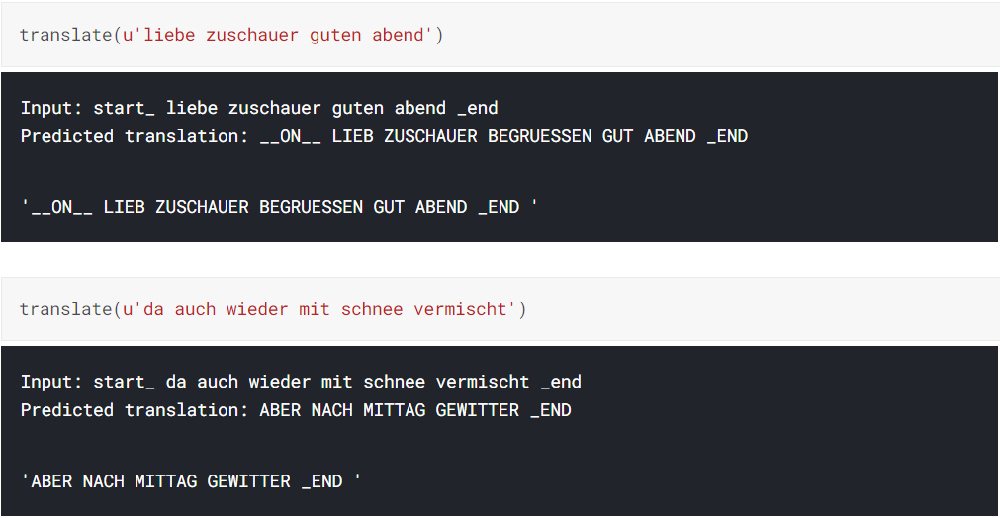 translate(u'liebe zuschauer guten abend')
Input: start_ liebe zuschauer guten abend _end
Predicted translation: __ON__ LIEB ZUSCHAUER BEGRUESSEN GUT ABEND _END
'__ON__ LIEB ZUSCHAUER BEGRUESSEN GUT ABEND _END '
translate(u'da auch wieder mit schnee vermischt')
Input: start_ da auch wieder mit schnee vermischt _end
Predicted translation: ABER NACH MITTAG GEWITTER _END
'ABER NACH MITTAG GEWITTER _END '